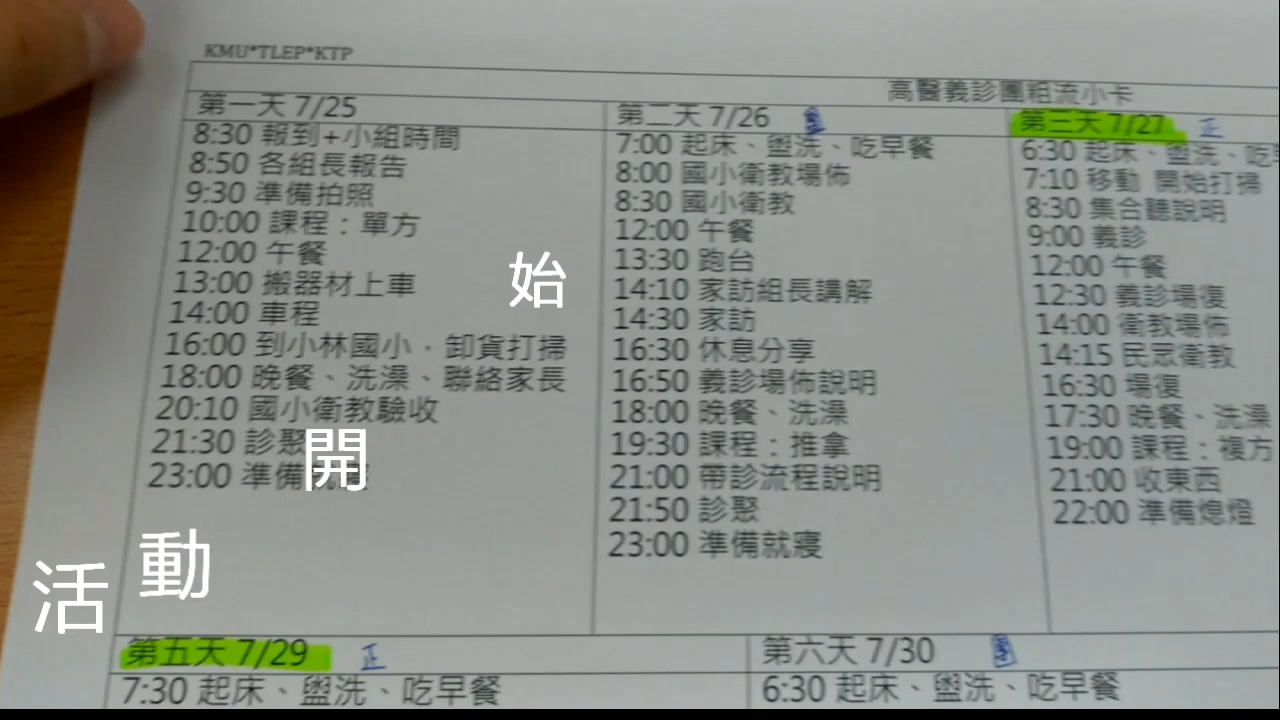 KMU*TLEP*KTP
高醫義診團粗流小卡
第一天 7/25
8:30 報到+小組時間
8:50 各組長報告
9:30 準備拍照
10:00 課程：單方
12:00 午餐
13:00 搬器材上車
14:00 車程
16:00 到小林國小，卸貨打掃
18:00 晚餐、洗澡、聯絡家長
20:10 國小衛教驗收
21:30 診聚
23:00 準備
第二天 7/26 團
7:00 起床、盥洗、吃早餐
8:00 國小衛教場佈
8:30 國小衛教
12:00 午餐
13:30 跑台
14:10 家訪組長講解
14:30 家訪
16:30 休息分享
16:50 義診場佈說明
18:00 晚餐、洗澡
19:30 課程：推拿
21:00 帶診流程說明
21:50 診聚
23:00 準備就寢
第三天 7/27 正
6:30 起床、盥洗、吃
7:10 移動 開始打掃
8:30 集合聽說明
9:00 義診
12:00 午餐
12:30 義診場復
14:00 衛教場佈
14:15 民眾衛教
16:30 場復
17:30 晚餐、洗澡
19:00 課程：複方
21:00 收東西
22:00 準備熄燈
第五天 7/29 正
7:30 起床、盥洗、吃早餐
第六天 7/30 團
6:30 起床、盥洗、吃早餐
活動開始